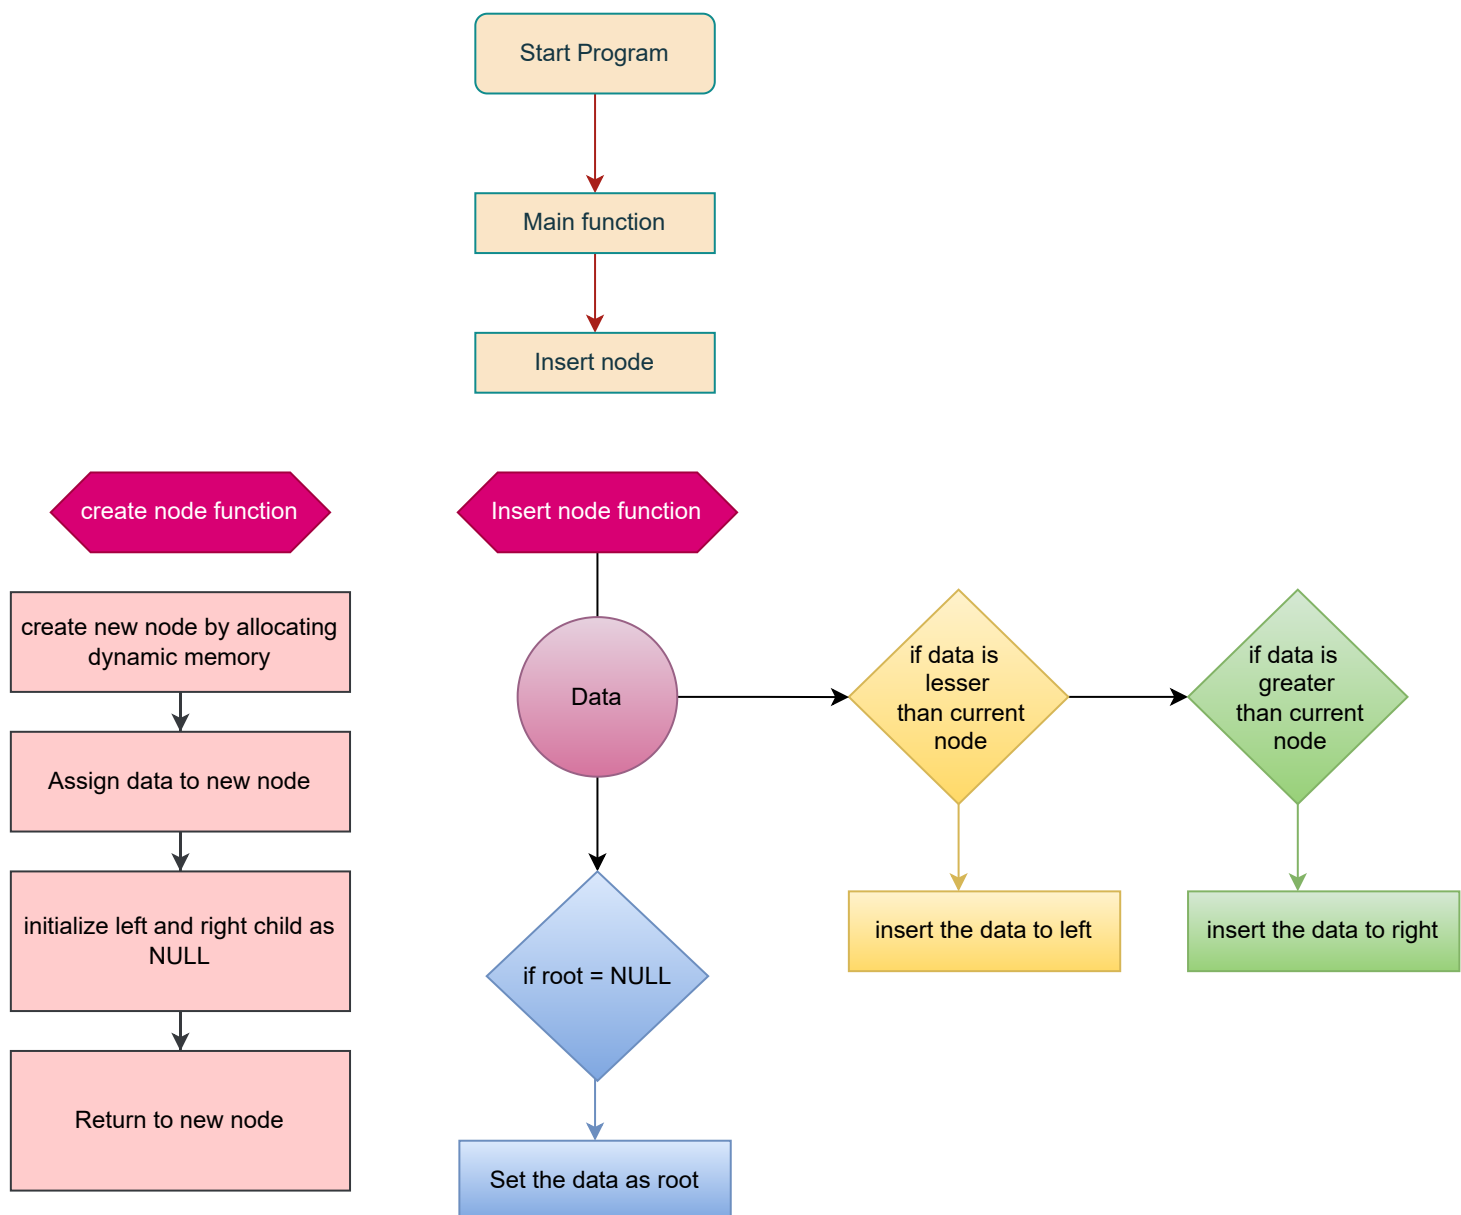 Start Program
Main function
Insert node
create node function
create new node by allocating
dynamic memory
Assign data to new node
initialize left and right child as
NULL
Return to new node
Insert node function
Data
if root = NULL
Set the data as root
if data is
lesser
than current
node
insert the data to left
if data is
greater
than current
node
insert the data to right